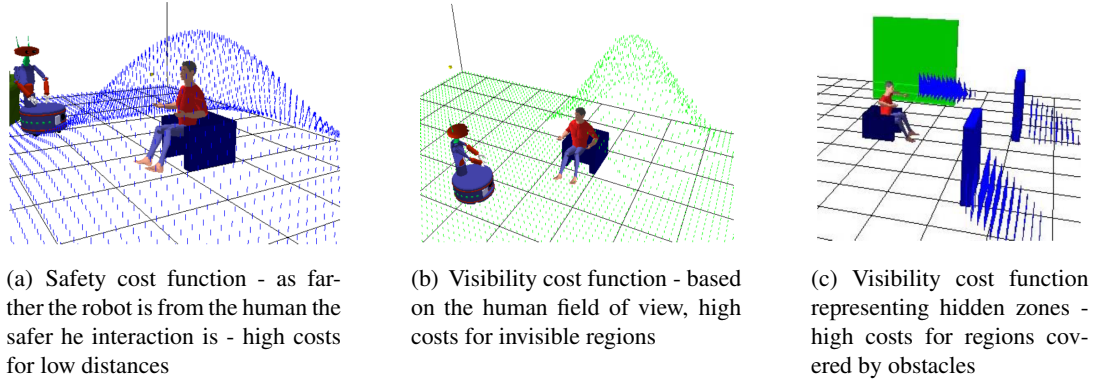 (a) Safety cost function - as far-
ther the robot is from the human the
safer he interaction is - high costs
for low distances
(b) Visibility cost function - based
on the human field of view, high
costs for invisible regions
(c) Visibility cost function
representing hidden zones -
high costs for regions cov-
ered by obstacles